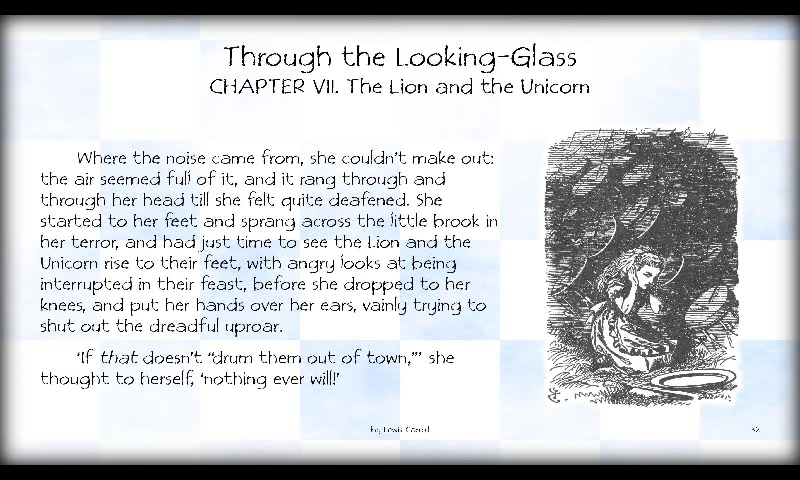 Through the Looking-Glass
CHAPTER VII. The Lion and the Unicorn
Where the noise came from, she couldn't make out:
the air seemed full of it, and it rang through and
through her head till she felt quite deafened. She
started to her feet and sprang across the little brook in
her terror, and had just time to see the Lion and the
Unicorn rise to their feet, with angry looks at being
interrupted in their feast, before she dropped to her
knees, and put her hands over her ears, vainly trying to
shut out the dreadful uproar.
'If that doesn't "drum them out of town,"' she
thought to herself, 'nothing ever will!'
by Lewis Carroll